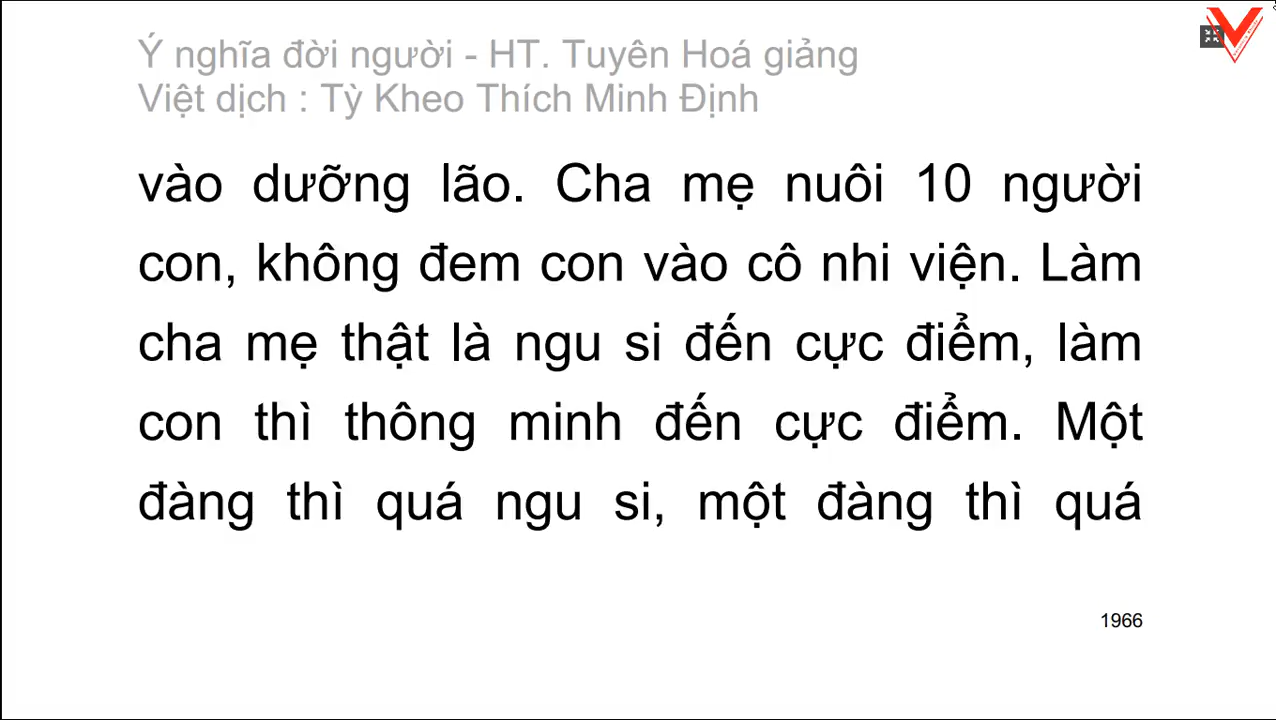 Ý nghĩa đời người - HT. Tuyên Hoá giảng
Việt dịch : Tỳ Kheo Thích Minh Định
vào dưỡng lão. Cha mẹ nuôi 10 người
con, không đem con vào cô nhi viện. Làm
cha mẹ thật là ngu si đến cực điểm, làm
con thì thông minh đến cực điểm. Một
đàng thì quá ngu si, một đàng thì quá
1966